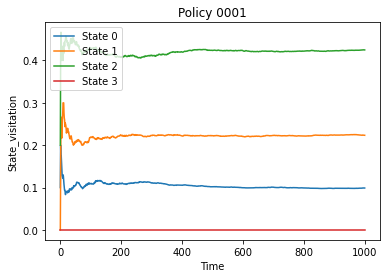 Policy 0001
State 0
State 1
State 2
State 3
State_visitation
0.4
0.3
0.2
0.1
0.0
0
200
400
600
800
1000
Time